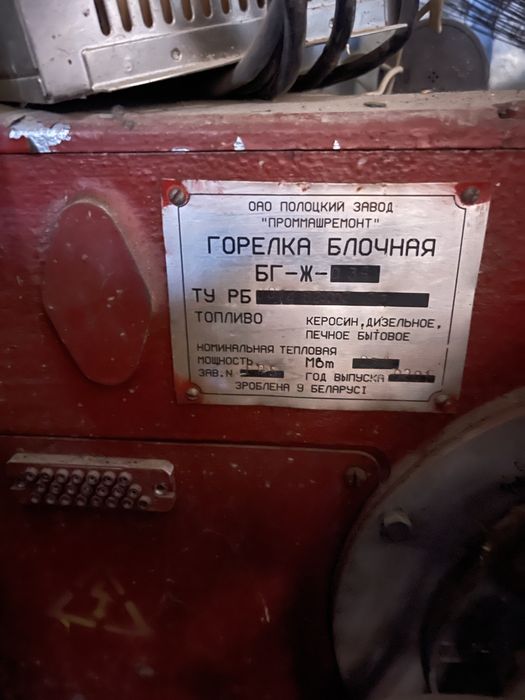 ОАО ПОЛОЦКИЙ ЗАВОД
"ПРОММАШРЕМОНТ"
ГОРЕЛКА БЛОЧНАЯ
БГ-Ж-
ТУ РБ
ТОПЛИВО КЕРОСИН,ДИЗЕЛЬНОЕ,
ПЕЧНОЕ БЫТОВОЕ
НОМИНАЛЬНАЯ ТЕПЛОВАЯ
МОЩНОСТЬ МВт
ЗАВ.N ГОД ВЫПУСКА
ЗРОБЛЕНА У БЕЛАРУСІ